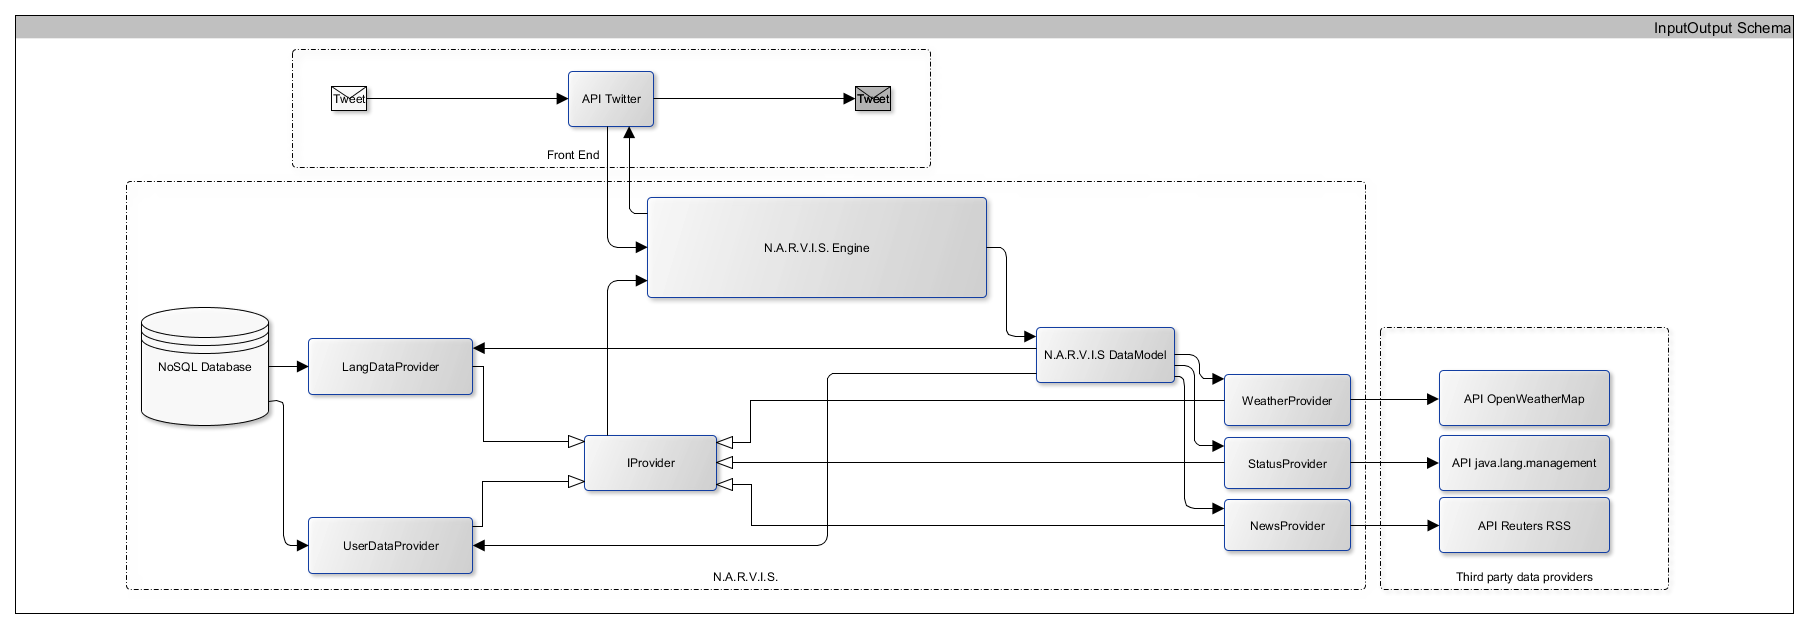 InputOutput Schema
Tweet
API Twitter
Tweet
Front End
N.A.R.V.I.S. Engine
NoSQL Database
LangDataProvider
N.A.R.V.I.S DataModel
WeatherProvider
API OpenWeatherMap
IProvider
StatusProvider
API java.lang.management
NewsProvider
API Reuters RSS
UserDataProvider
N.A.R.V.I.S.
Third party data providers